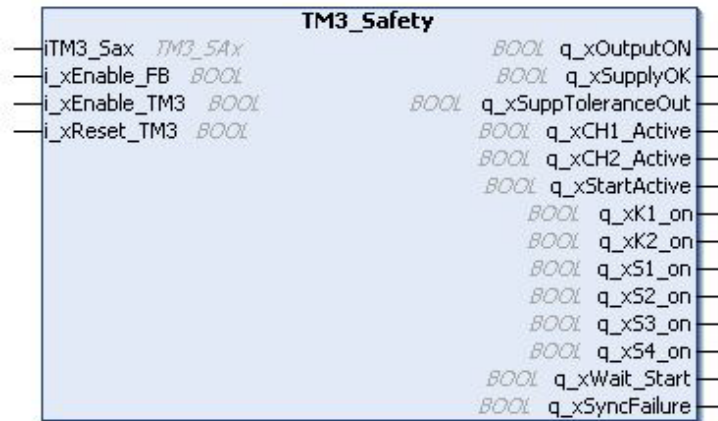 TM3_Safety
iTM3_Sax TM3_SAx BOOL q_xOutputON
i_xEnable_FB BOOL BOOL q_xSupplyOK
i_xEnable_TM3 BOOL BOOL q_xSuppToleranceOut
i_xReset_TM3 BOOL BOOL q_xCH1_Active
BOOL q_xCH2_Active
BOOL q_xStartActive
BOOL q_xK1_on
BOOL q_xK2_on
BOOL q_xS1_on
BOOL q_xS2_on
BOOL q_xS3_on
BOOL q_xS4_on
BOOL q_xWait_Start
BOOL q_xSyncFailure